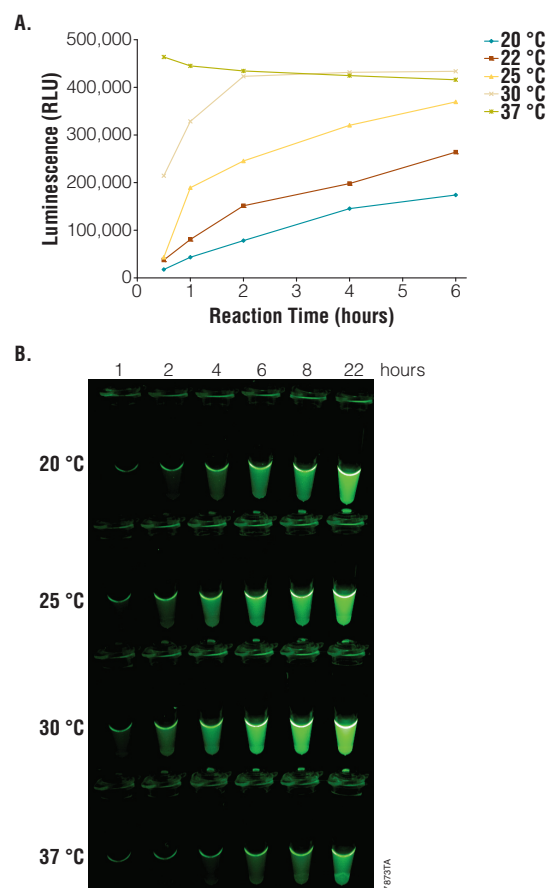 A.
500,000
400,000
300,000
200,000
100,000
0
Luminescence (RLU)
0 1 2 3 4 5 6
Reaction Time (hours)
20 °C
22 °C
25 °C
30 °C
37 °C
B.
1 2 4 6 8 22 hours
20 °C
25 °C
30 °C
37 °C
7873TA